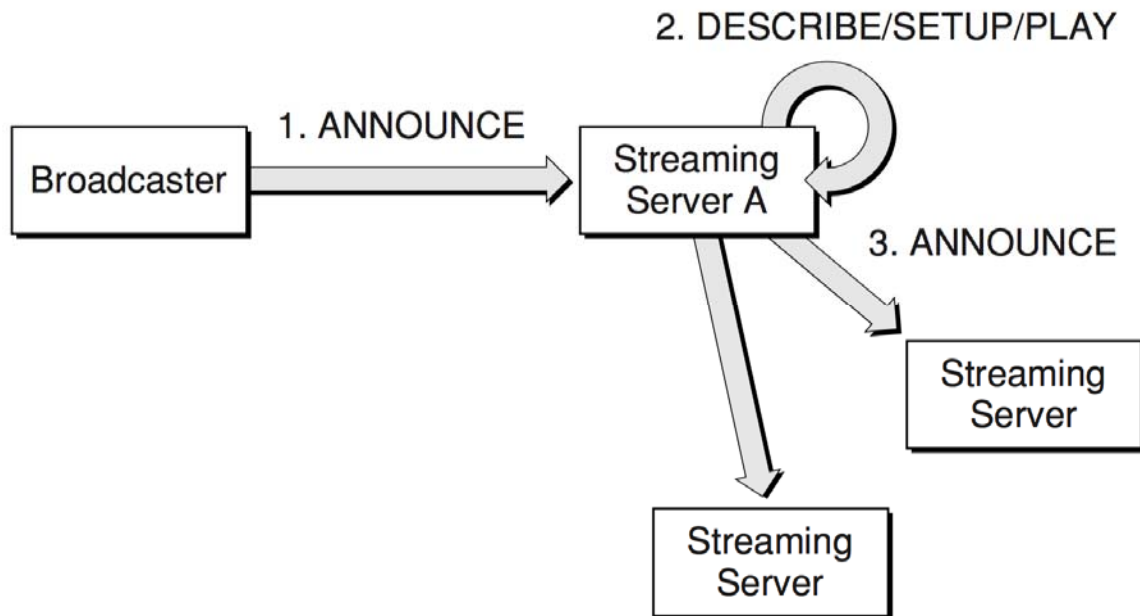 2. DESCRIBE/SETUP/PLAY
1. ANNOUNCE
Broadcaster
Streaming
Server A
3. ANNOUNCE
Streaming
Server
Streaming
Server